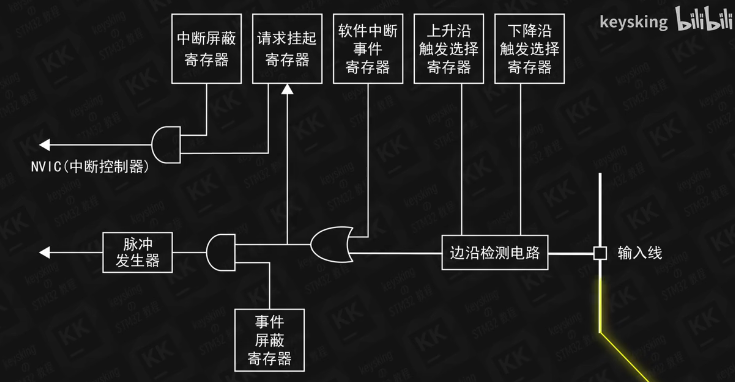 keysking bilibili
中断屏蔽
寄存器
请求挂起
寄存器
软件中断
事件
寄存器
上升沿
触发选择
寄存器
下降沿
触发选择
寄存器
NVIC(中断控制器)
脉冲
发生器
边沿检测电路
输入线
事件
屏蔽
寄存器